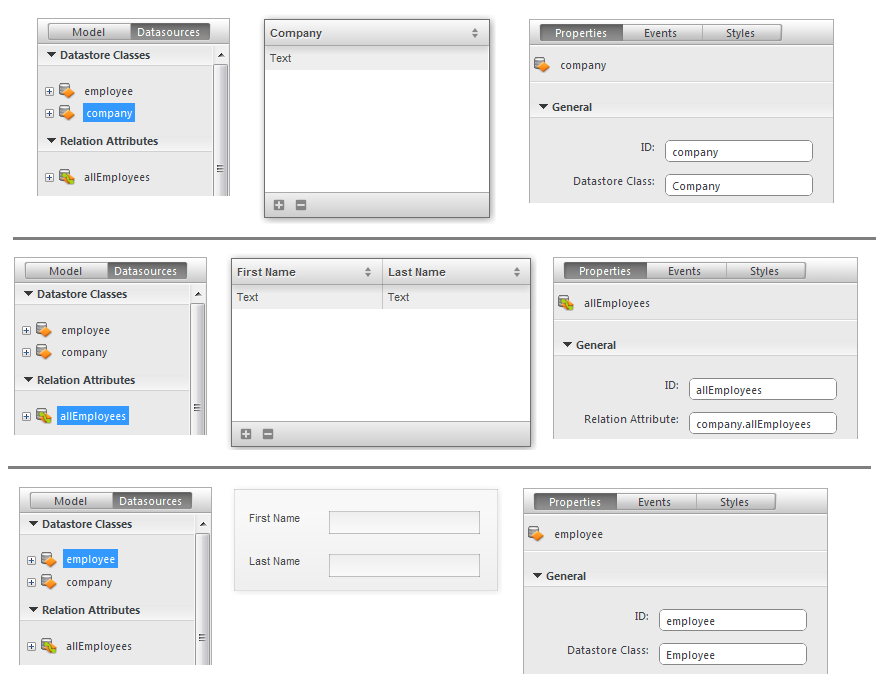 Model Datasources
Datastore Classes
employee
company
Relation Attributes
allEmployees
Company
Text
Properties Events Styles
company
General
ID: company
Datastore Class: Company
Model Datasources
Datastore Classes
employee
company
Relation Attributes
allEmployees
First Name Last Name
Text Text
Properties Events Styles
allEmployees
General
ID: allEmployees
Relation Attribute: company.allEmployees
Model Datasources
Datastore Classes
employee
company
Relation Attributes
allEmployees
First Name
Last Name
Properties Events Styles
employee
General
ID: employee
Datastore Class: Employee